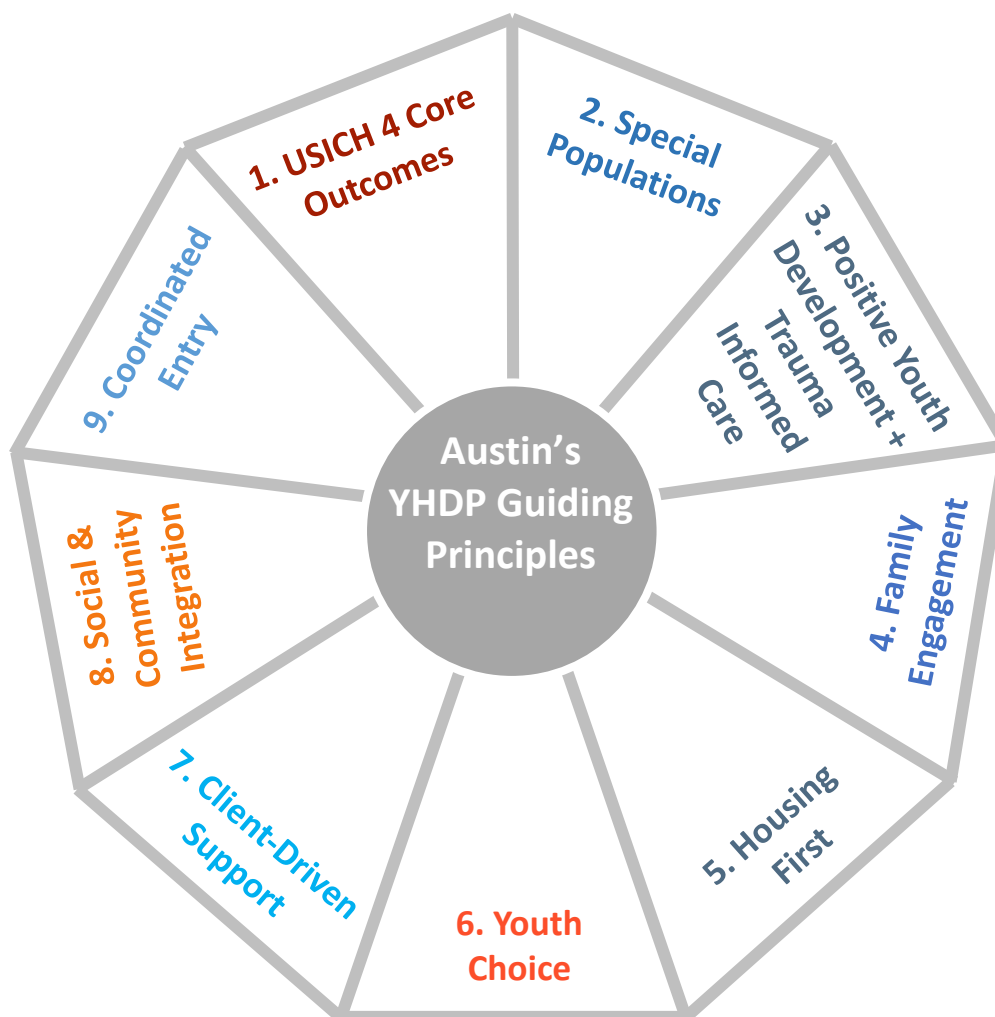 Austin’s
YHDP Guiding
Principles
1. USICH 4 Core
Outcomes
2. Special
Populations
3. Positive Youth
Development +
Trauma
Informed
Care
4. Family
Engagement
5. Housing
First
6. Youth
Choice
7. Client-Driven
Support
8. Social &
Community
Integration
9. Coordinated
Entry